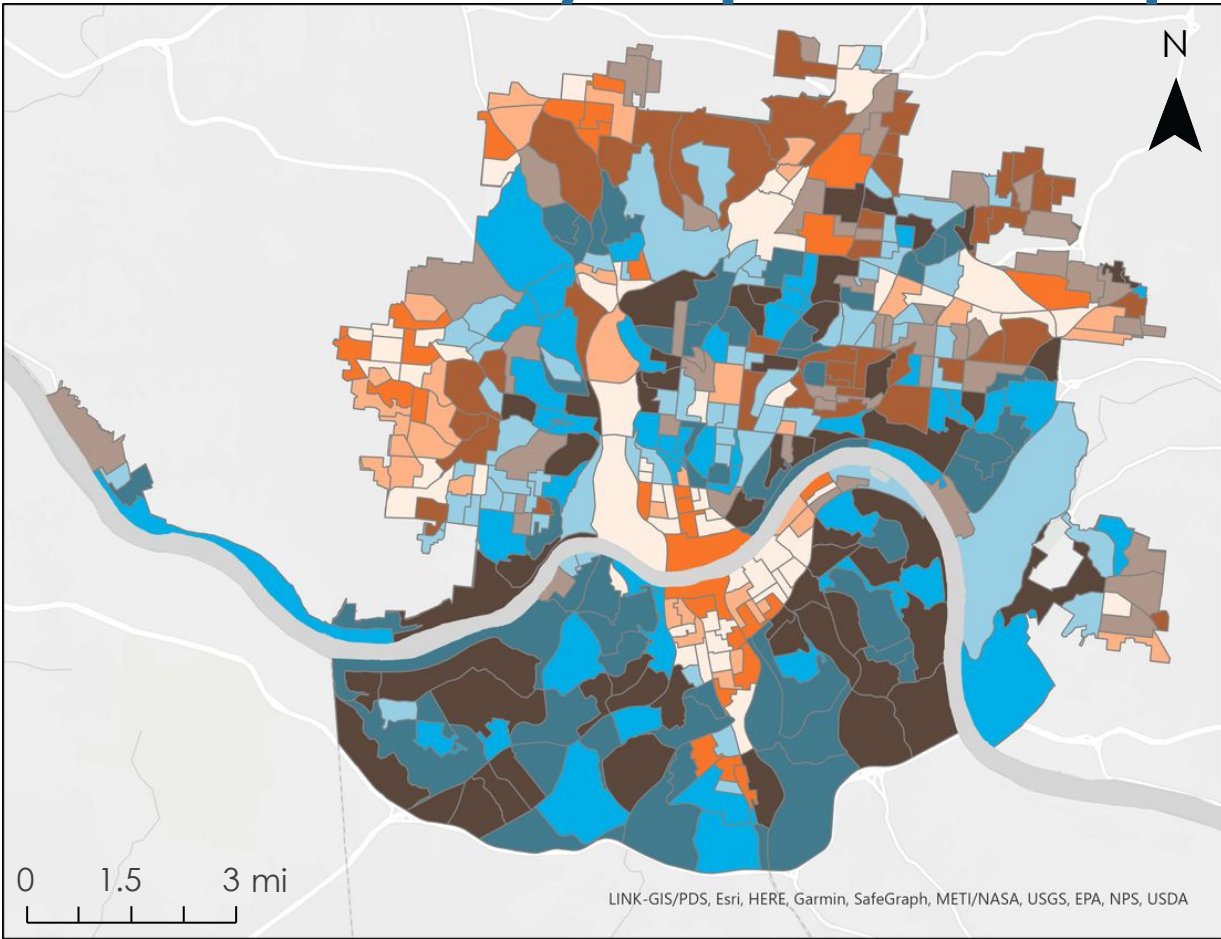 N
0 1.5 3 mi
LINK-GIS/PDS, Esri, HERE, Garmin, SafeGraph, METI/NASA, USGS, EPA, NPS, USDA